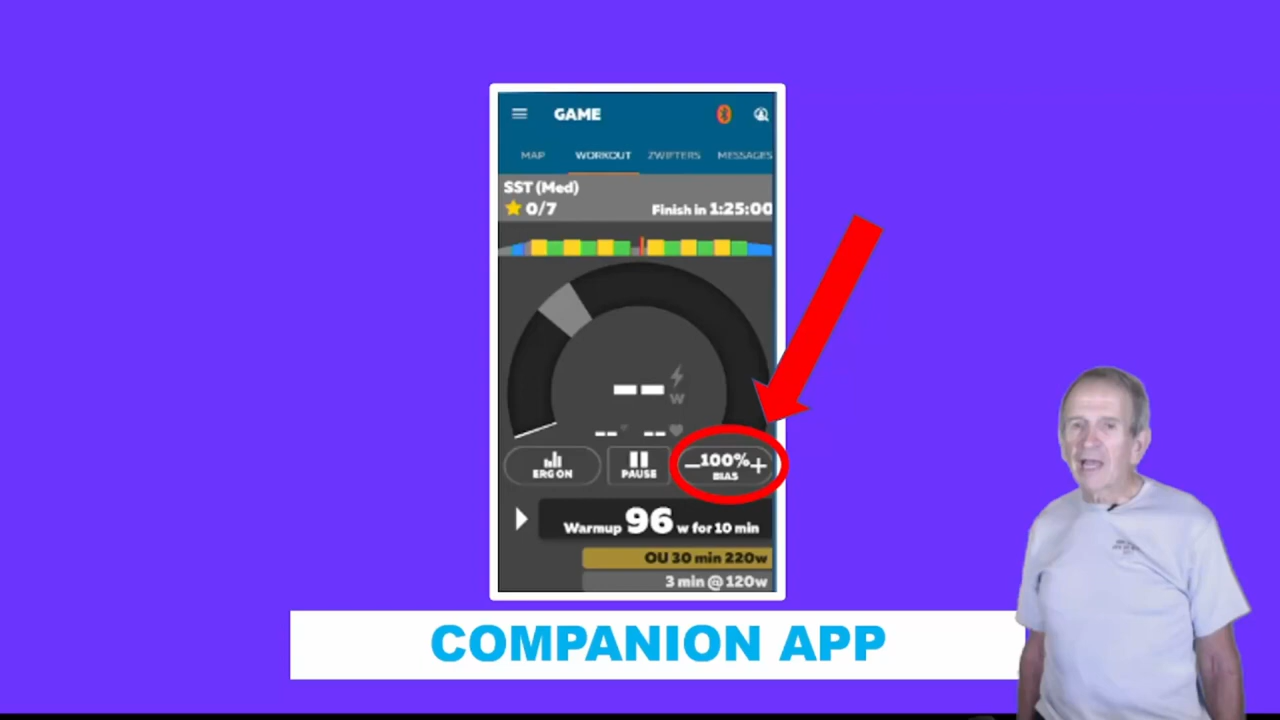 GAME
MAP WORKOUT ZWIFTERS MESSAGES
SST (Med)
0/7 Finish in 1:25:00
-- W
-- --
ERG ON PAUSE –100%+ BIAS
Warmup 96 w for 10 min
OU 30 min 220w
3 min @ 120w
COMPANION APP